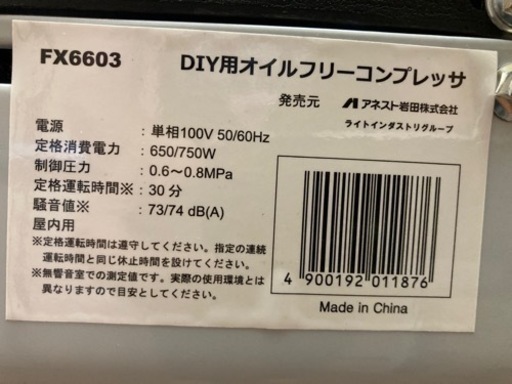 FX6603
DIY用オイルフリーコンプレッサ
発売元 アネスト岩田株式会社
ライトインダストリグループ
電源 : 単相100V 50/60Hz
定格消費電力 : 650/750W
制御圧力 : 0.6～0.8MPa
定格運転時間※ : 30 分
騒音値※ : 73/74 dB(A)
屋内用
※定格運転時間は遵守してください。指定の連続
運転時間と同じ休止時間を設けてください。
※無響音室での測定値です。実際の使用環境とは
異なりますので目安としてください。
4 900192 011876
Made in China